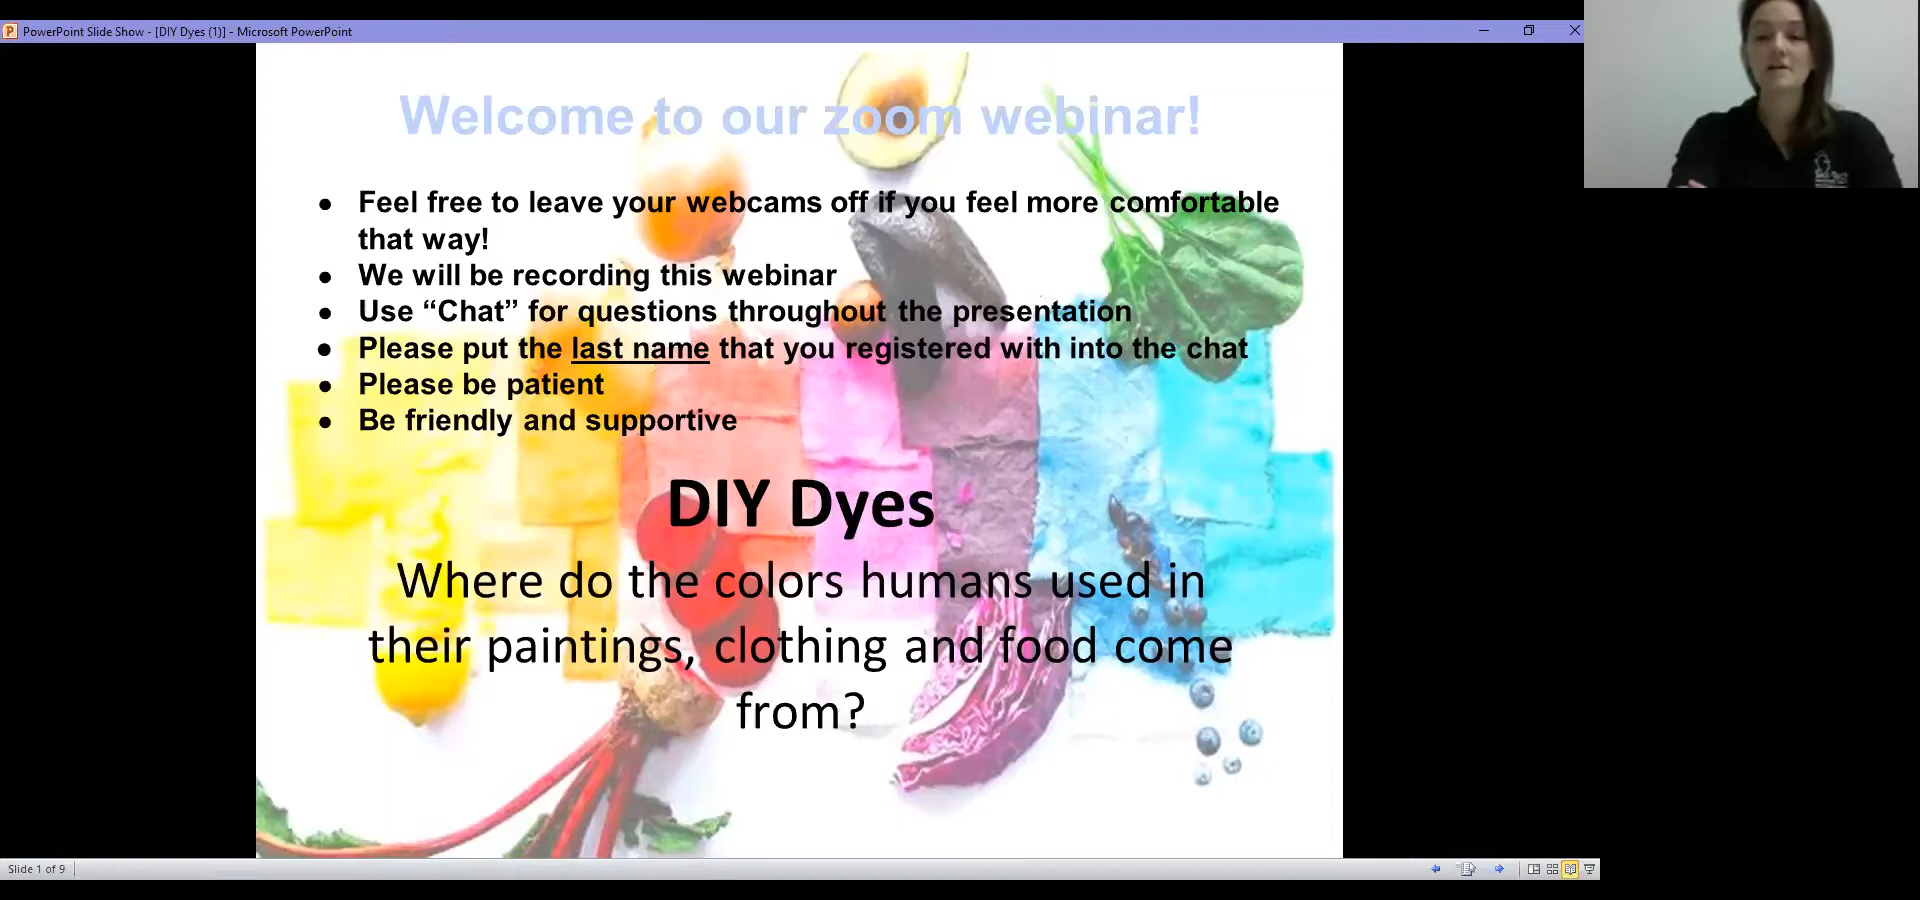 PowerPoint Slide Show - [DIY Dyes (1)] - Microsoft PowerPoint
Welcome to our zoom webinar!
● Feel free to leave your webcams off if you feel more comfortable
that way!
● We will be recording this webinar
● Use “Chat” for questions throughout the presentation
● Please put the last name that you registered with into the chat
● Please be patient
● Be friendly and supportive
DIY Dyes
Where do the colors humans used in
their paintings, clothing and food come
from?
Slide 1 of 9